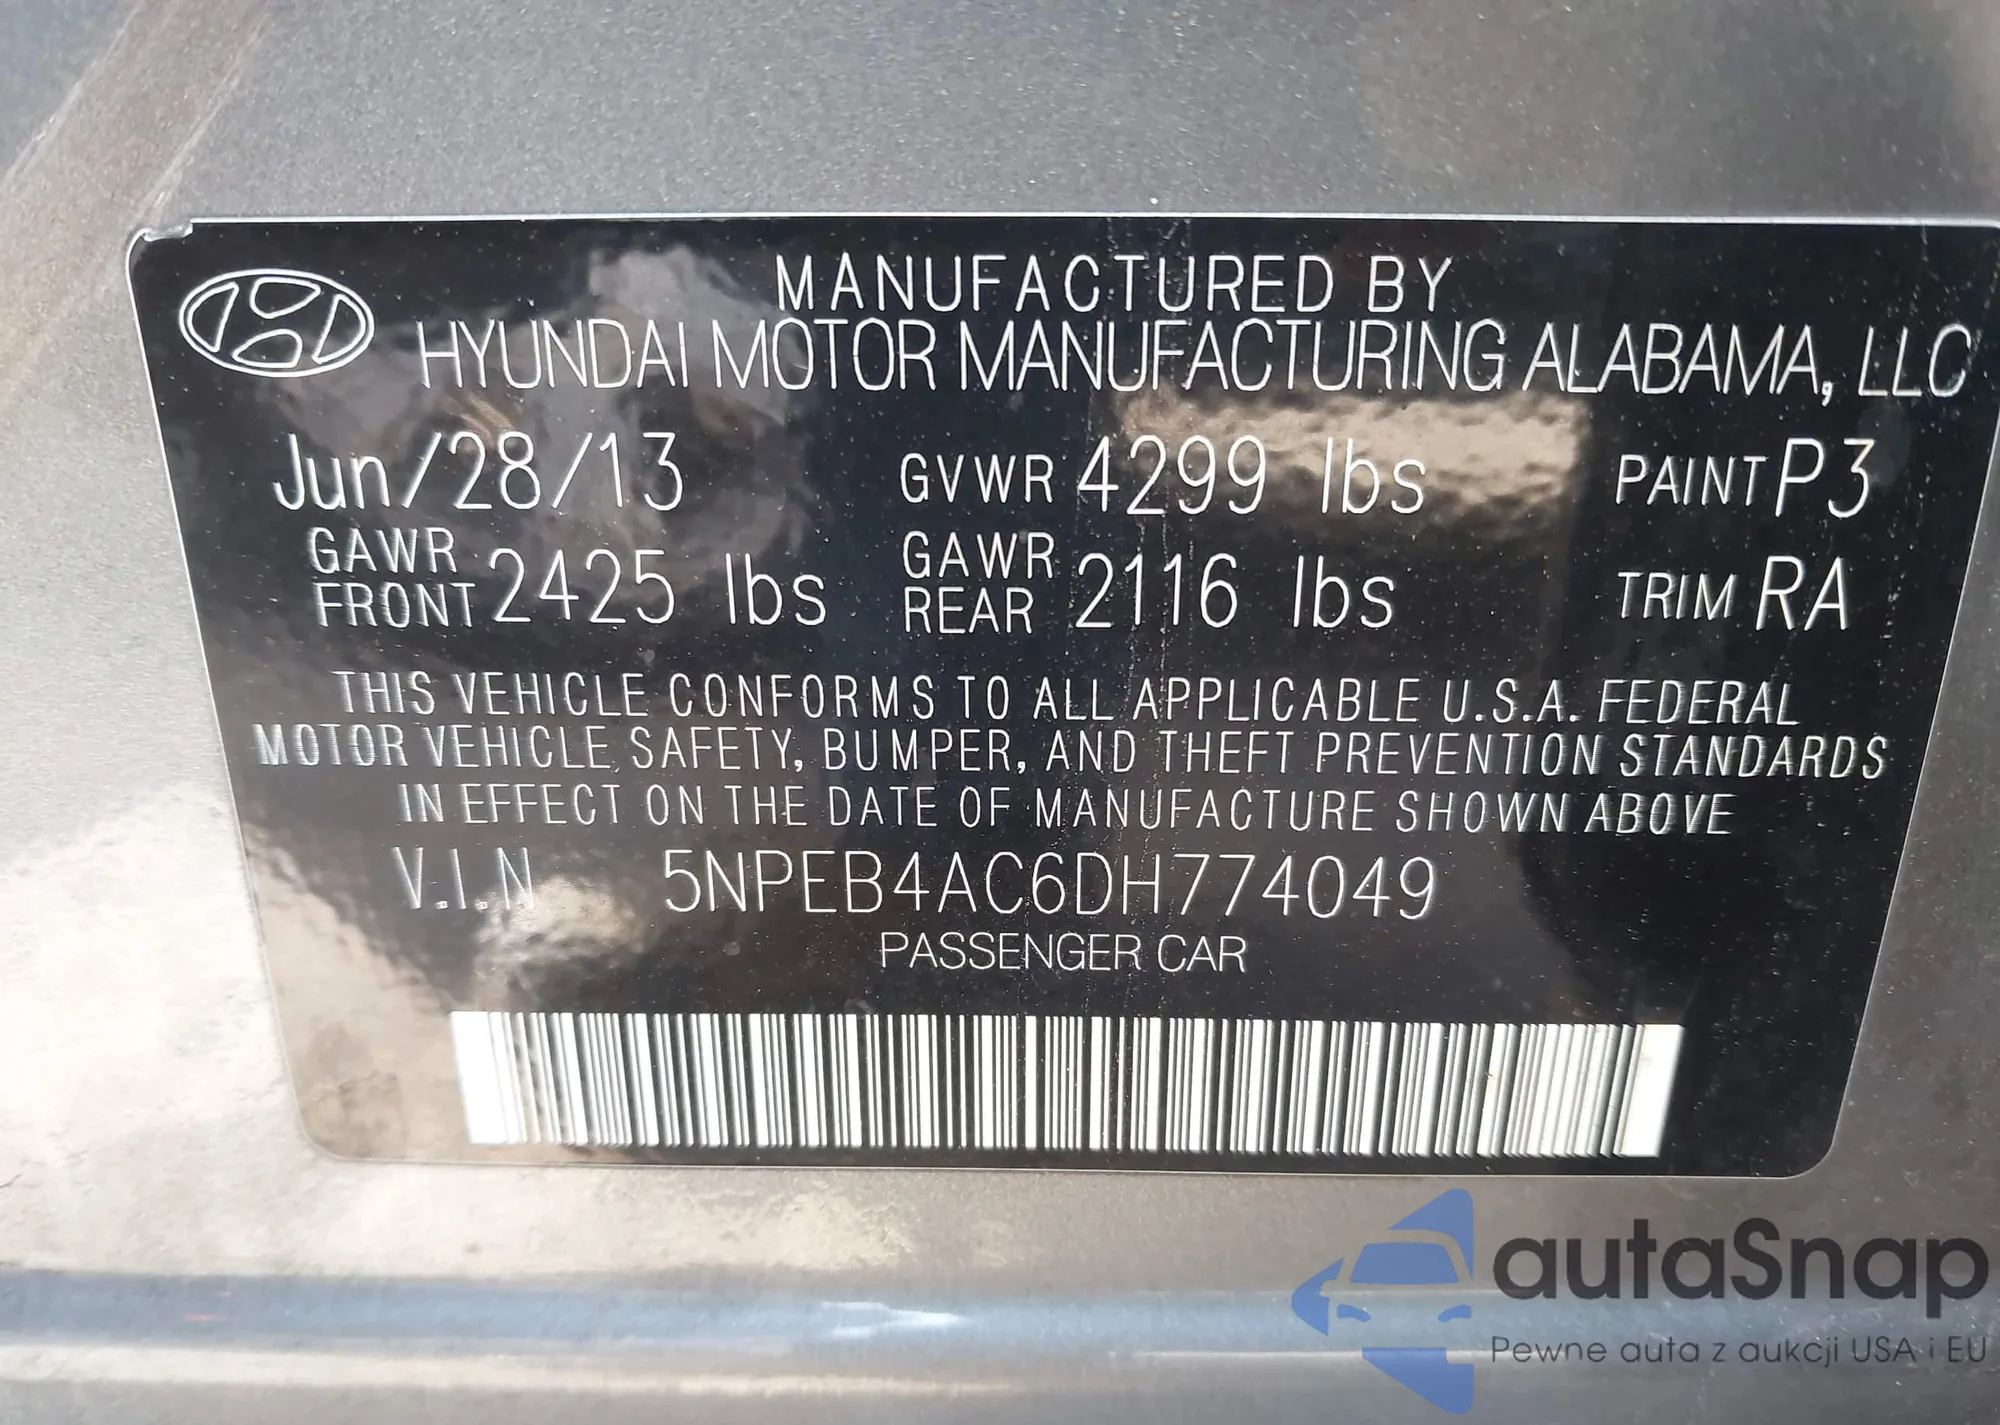 MANUFACTURED BY
HYUNDAI MOTOR MANUFACTURING ALABAMA, LLC
Jun/28/13 GVWR 4299 lbs PAINT P3
GAWR FRONT 2425 lbs GAWR REAR 2116 lbs TRIM RA
THIS VEHICLE CONFORMS TO ALL APPLICABLE U.S.A. FEDERAL
MOTOR VEHICLE SAFETY, BUMPER, AND THEFT PREVENTION STANDARDS
IN EFFECT ON THE DATE OF MANUFACTURE SHOWN ABOVE
V.I.N 5NPEB4AC6DH774049
PASSENGER CAR
autaSnap
Pewne auta z aukcji USA i EU